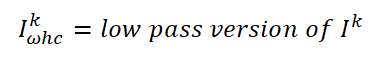 I^k_ωhc = low pass version of I^k